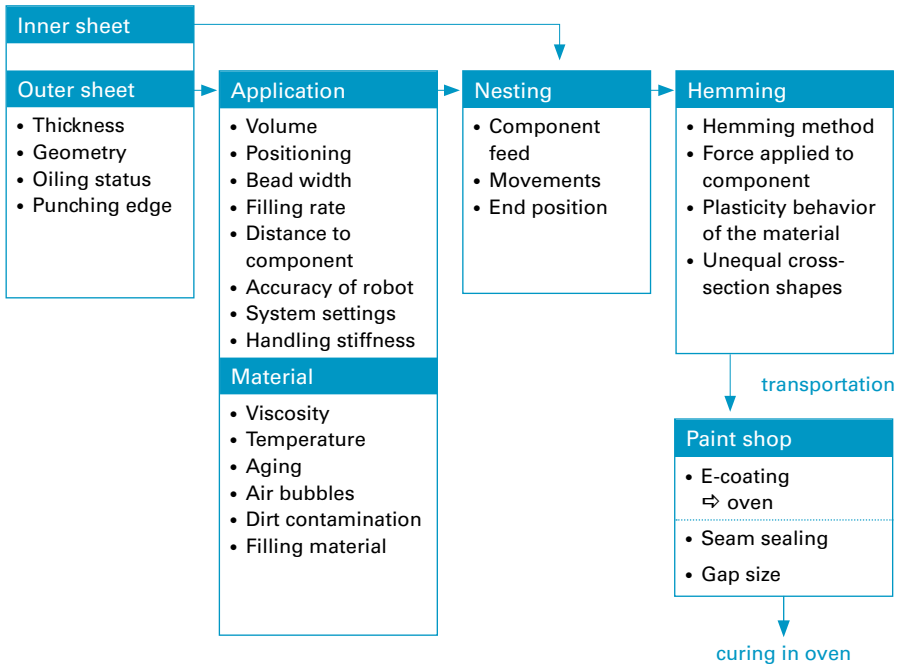 Inner sheet
Outer sheet
• Thickness
• Geometry
• Oiling status
• Punching edge
Application
• Volume
• Positioning
• Bead width
• Filling rate
• Distance to
component
• Accuracy of robot
• System settings
• Handling stiffness
Material
• Viscosity
• Temperature
• Aging
• Air bubbles
• Dirt contamination
• Filling material
Nesting
• Component
feed
• Movements
• End position
Hemming
• Hemming method
• Force applied to
component
• Plasticity behavior
of the material
• Unequal cross-
section shapes
transportation
Paint shop
• E-coating
⇨ oven
• Seam sealing
• Gap size
curing in oven